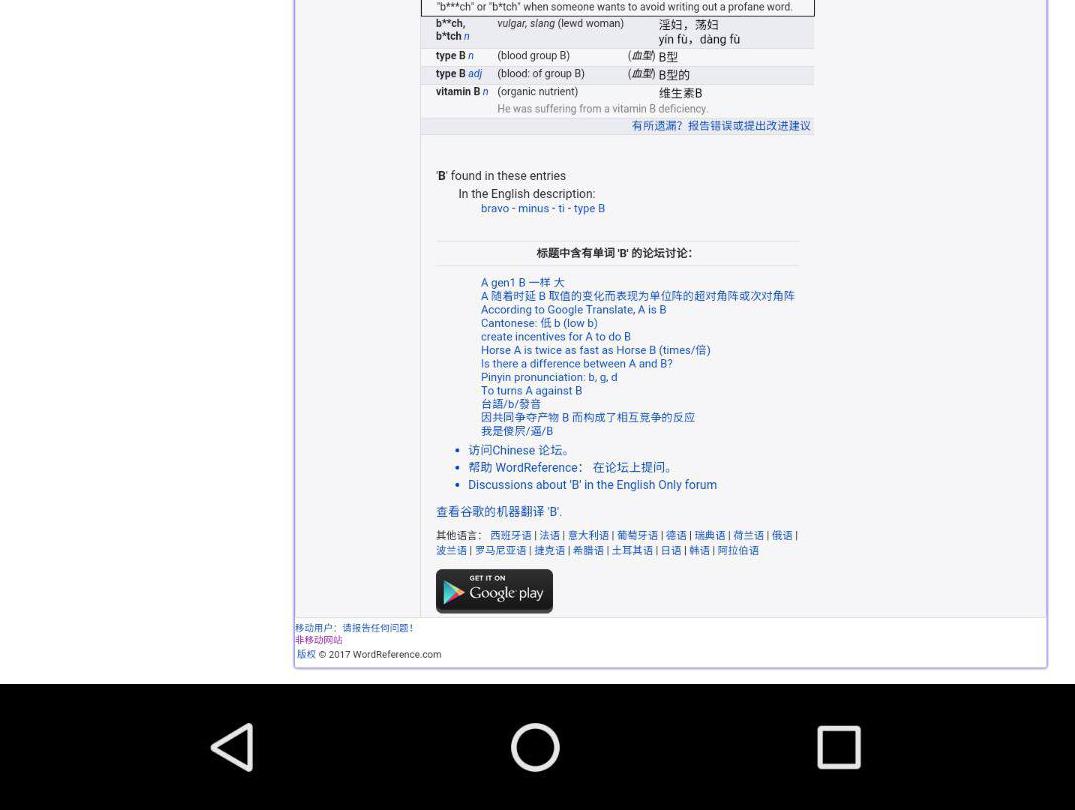 "b***ch" or "b*tch" when someone wants to avoid writing out a profane word.
b**ch, b*tch n vulgar, slang (lewd woman) 淫妇，荡妇
yín fù，dàng fù
type B n (blood group B) (血型) B型
type B adj (blood: of group B) (血型) B型的
vitamin B n (organic nutrient) 维生素B
He was suffering from a vitamin B deficiency.
有所遗漏？报告错误或提出改进建议
'B' found in these entries
In the English description:
bravo - minus - ti - type B
标题中含有单词 'B' 的论坛讨论：
A gen1 B 一样 大
A 随着时延 B 取值的变化而表现为单位阵的超对角阵或次对角阵
According to Google Translate, A is B
Cantonese: 低 b (low b)
create incentives for A to do B
Horse A is twice as fast as Horse B (times/倍)
Is there a difference between A and B?
Pinyin pronunciation: b, g, d
To turns A against B
台語/b/發音
因共同争夺产物 B 而构成了相互竞争的反应
我是傻屄/逼/B
• 访问Chinese 论坛。
• 帮助 WordReference： 在论坛上提问。
• Discussions about 'B' in the English Only forum
查看谷歌的机器翻译 'B'.
其他语言： 西班牙语 | 法语 | 意大利语 | 葡萄牙语 | 德语 | 瑞典语 | 荷兰语 | 俄语 |
波兰语 | 罗马尼亚语 | 捷克语 | 希腊语 | 土耳其语 | 日语 | 韩语 | 阿拉伯语
GET IT ON
Google play
移动用户：请报告任何问题！
非移动网站
版权 © 2017 WordReference.com